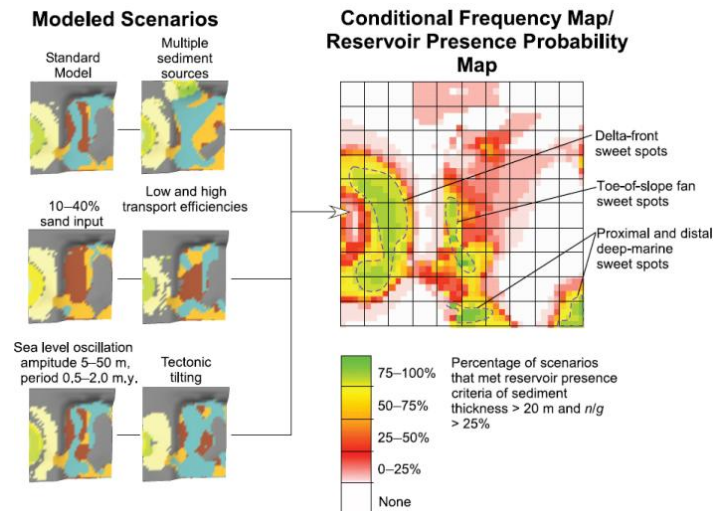 Modeled Scenarios
Standard
Model
Multiple
sediment
sources
10–40%
sand input
Low and high
transport efficiencies
Sea level oscillation
ampitude 5–50 m,
period 0,5–2,0 m,y.
Tectonic
tilting
Conditional Frequency Map/
Reservoir Presence Probability
Map
Delta-front
sweet spots
Toe-of-slope fan
sweet spots
Proximal and distal
deep-marine
sweet spots
75–100%
50–75%
25–50%
0–25%
None
Percentage of scenarios
that met reservoir presence
criteria of sediment
thickness > 20 m and n/g
> 25%